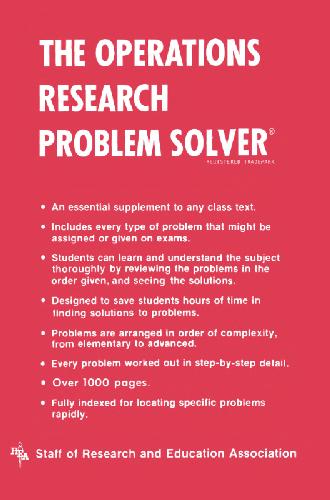 THE OPERATIONS
RESEARCH
PROBLEM SOLVER®
REGISTERED TRADEMARK
• An essential supplement to any class text.
• Includes every type of problem that might be
assigned or given on exams.
• Students can learn and understand the subject
thoroughly by reviewing the problems in the
order given, and seeing the solutions.
• Designed to save students hours of time in
finding solutions to problems.
• Problems are arranged in order of complexity,
from elementary to advanced.
• Every problem worked out in step-by-step detail.
• Over 1000 pages.
• Fully indexed for locating specific problems
rapidly.
REA Staff of Research and Education Association